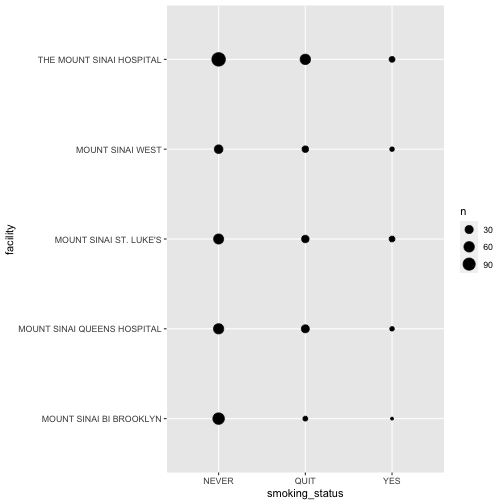 THE MOUNT SINAI HOSPITAL
MOUNT SINAI WEST
MOUNT SINAI ST. LUKE'S
MOUNT SINAI QUEENS HOSPITAL
MOUNT SINAI BI BROOKLYN
facility
NEVER QUIT YES
smoking_status
n
30
60
90